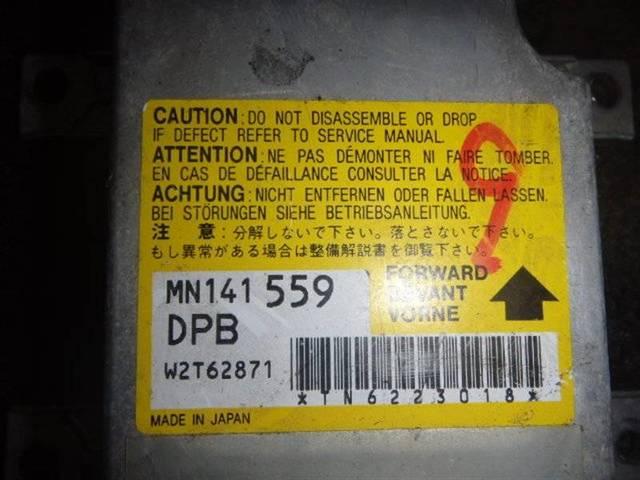 CAUTION : DO NOT DISASSEMBLE OR DROP
IF DEFECT REFER TO SERVICE MANUAL.
ATTENTION : NE PAS DÉMONTER NI FAIRE TOMBER.
EN CAS DE DÉFAILLANCE CONSULTER LA NOTICE.
ACHTUNG : NICHT ENTFERNEN ODER FALLEN LASSEN.
BEI STÖRUNGEN SIEHE BETRIEBSANLEITUNG.
注 意 : 分解しないで下さい。落とさないで下さい。
もし異常がある場合は整備解説書を御覧下さい。
MN141 559
DPB
W2T62871
FORWARD
DEVANT
VORNE
*TN6223018*
MADE IN JAPAN